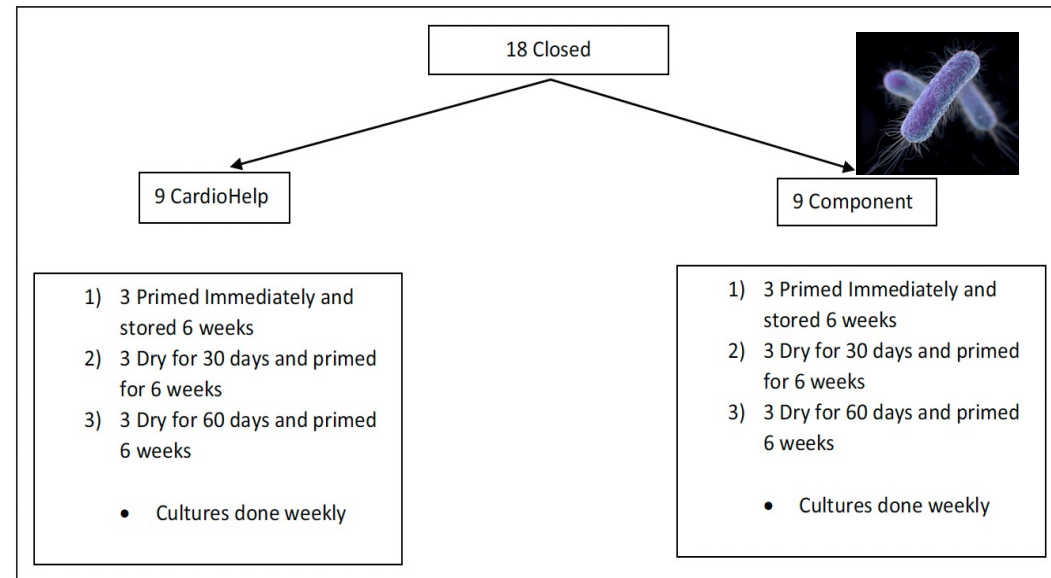 18 Closed
9 CardioHelp
9 Component
1) 3 Primed Immediately and
stored 6 weeks
2) 3 Dry for 30 days and primed
for 6 weeks
3) 3 Dry for 60 days and primed
6 weeks
• Cultures done weekly
1) 3 Primed Immediately and
stored 6 weeks
2) 3 Dry for 30 days and primed
for 6 weeks
3) 3 Dry for 60 days and primed
6 weeks
• Cultures done weekly